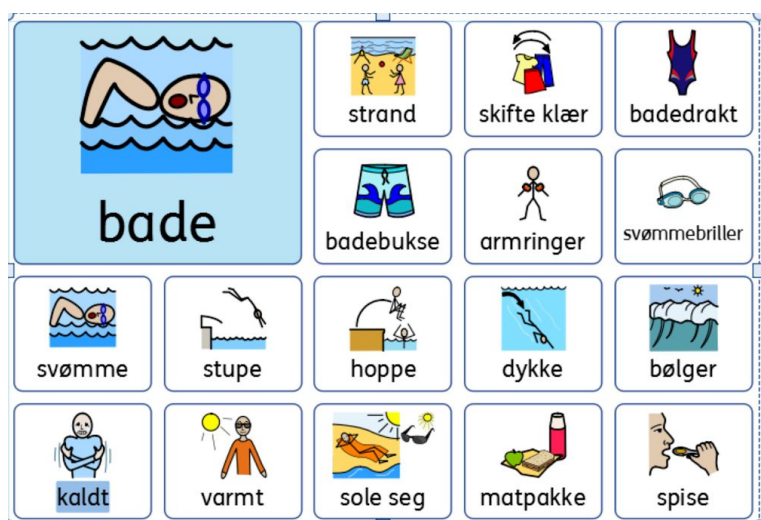 bade
strand
skifte klær
badedrakt
badebukse
armringer
svømmebriller
svømme
stupe
hoppe
dykke
bølger
kaldt
varmt
sole seg
matpakke
spise